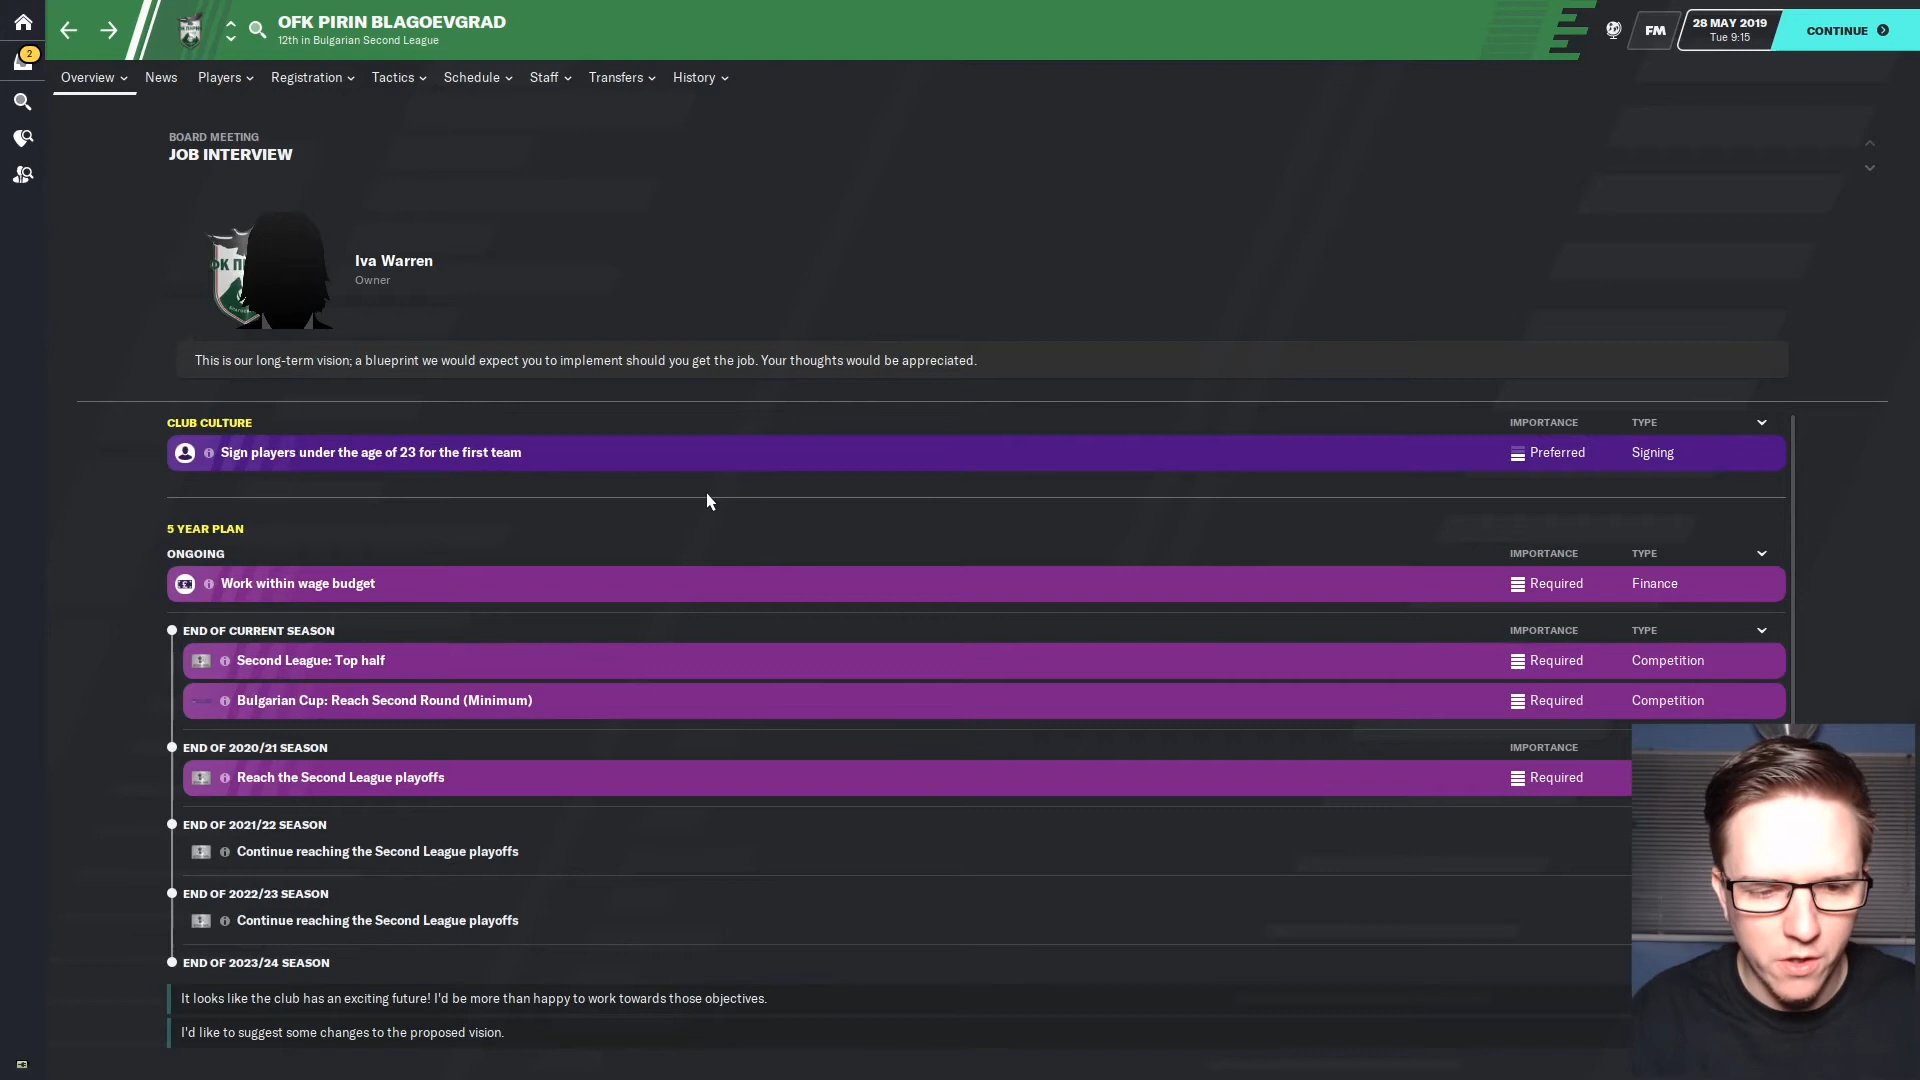 OFK PIRIN BLAGOEVGRAD
12th in Bulgarian Second League
FM
28 MAY 2019
Tue 9:15
CONTINUE
2
Overview
News
Players
Registration
Tactics
Schedule
Staff
Transfers
History
BOARD MEETING
JOB INTERVIEW
Iva Warren
Owner
This is our long-term vision; a blueprint we would expect you to implement should you get the job. Your thoughts would be appreciated.
CLUB CULTURE IMPORTANCE TYPE
Sign players under the age of 23 for the first team Preferred Signing
5 YEAR PLAN
ONGOING IMPORTANCE TYPE
Work within wage budget Required Finance
END OF CURRENT SEASON IMPORTANCE TYPE
Second League: Top half Required Competition
Bulgarian Cup: Reach Second Round (Minimum) Required Competition
END OF 2020/21 SEASON IMPORTANCE
Reach the Second League playoffs Required
END OF 2021/22 SEASON
Continue reaching the Second League playoffs
END OF 2022/23 SEASON
Continue reaching the Second League playoffs
END OF 2023/24 SEASON
It looks like the club has an exciting future! I'd be more than happy to work towards those objectives.
I'd like to suggest some changes to the proposed vision.